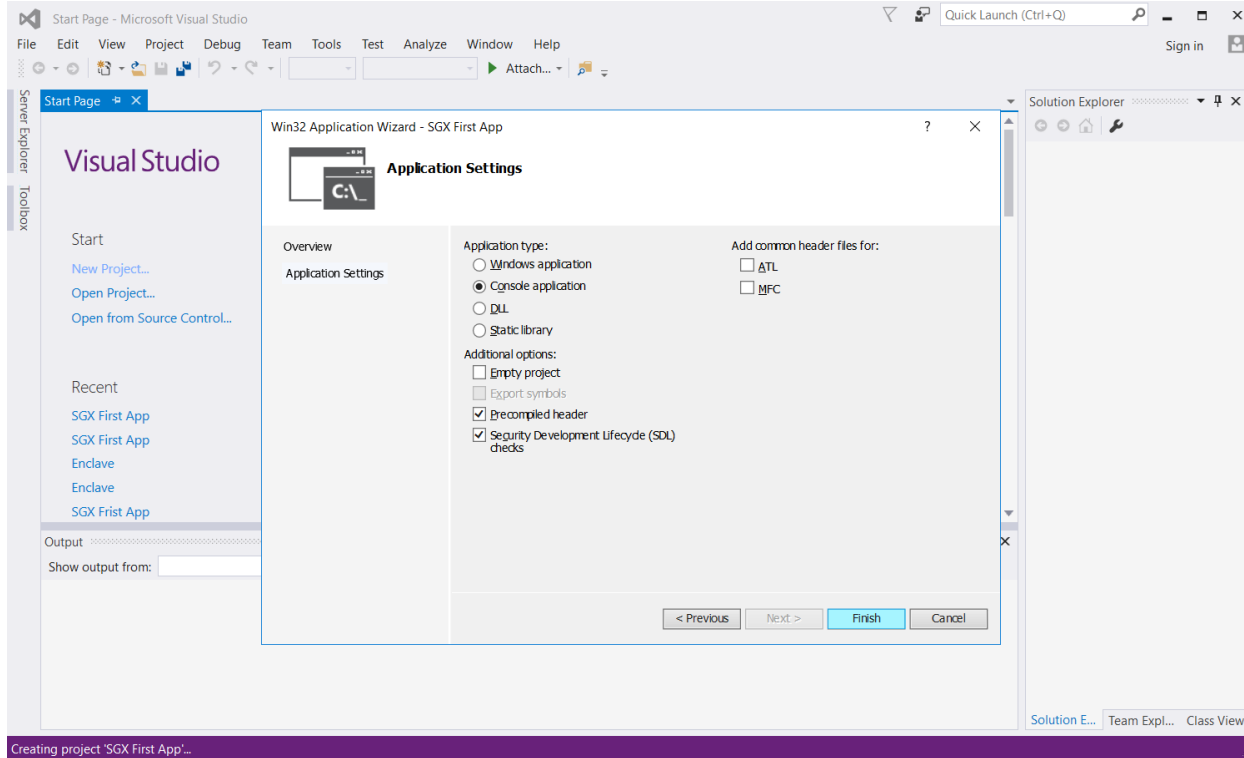 Start Page - Microsoft Visual Studio
Quick Launch (Ctrl+Q)
File Edit View Project Debug Team Tools Test Analyze Window Help
Sign in
Attach...
Server Explorer
Toolbox
Start Page
Visual Studio
Start
New Project...
Open Project...
Open from Source Control...
Recent
SGX First App
SGX First App
Enclave
Enclave
SGX Frist App
Output
Show output from:
Win32 Application Wizard - SGX First App
?
C:\_
Application Settings
Overview
Application Settings
Application type:
Windows application
Console application
DLL
Static library
Additional options:
Empty project
Export symbols
Precompiled header
Security Development Lifecycle (SDL)
checks
Add common header files for:
ATL
MFC
< Previous
Next >
Finish
Cancel
Solution Explorer
Solution E... Team Expl... Class View
Creating project 'SGX First App'...